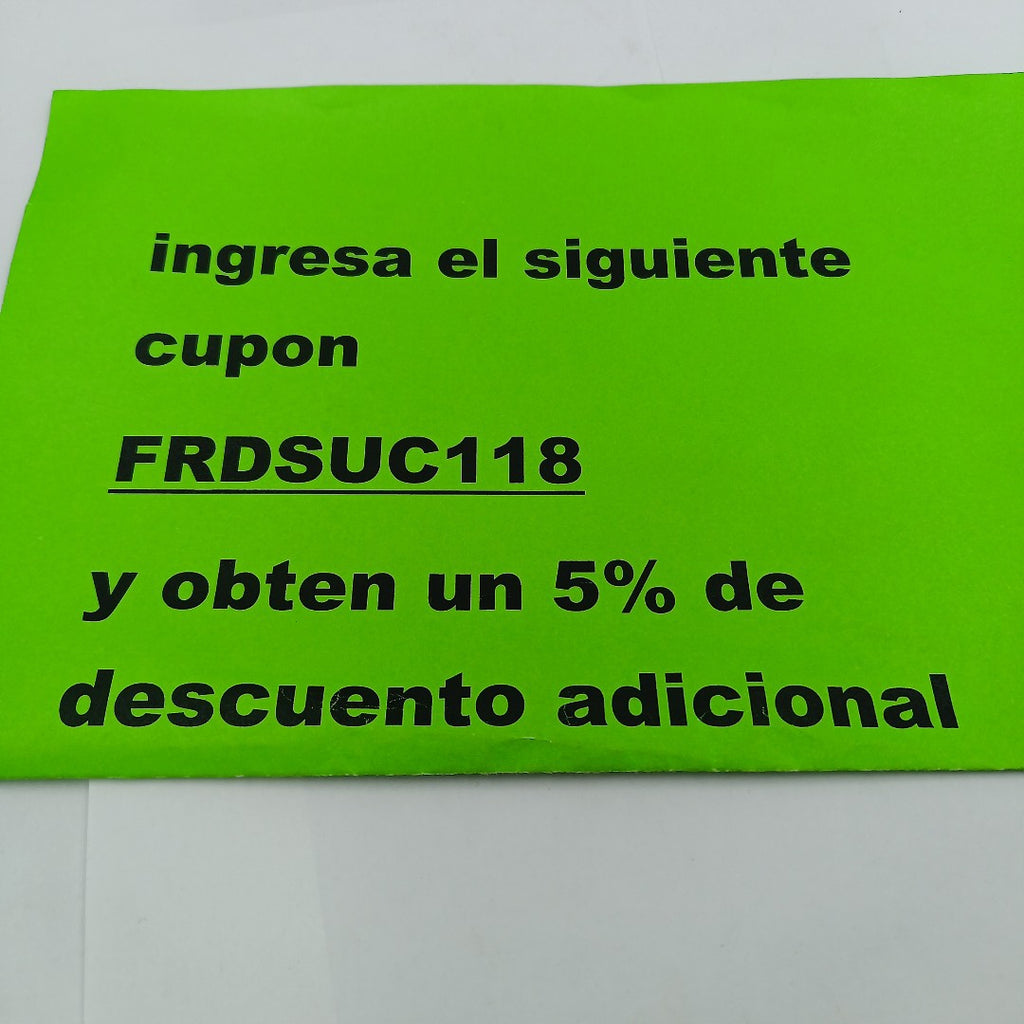 ingresa el siguiente
cupon
FRDSUC118
y obten un 5% de
descuento adicional